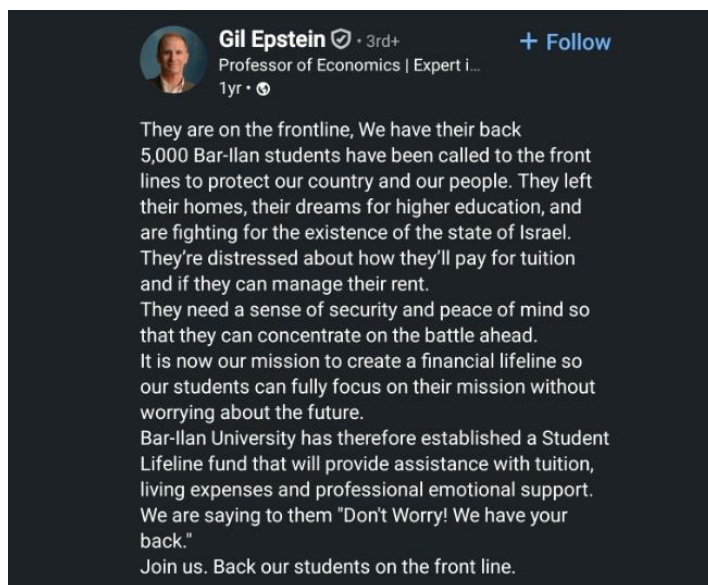 Gil Epstein · 3rd+
+ Follow
Professor of Economics | Expert i...
1yr •
They are on the frontline, We have their back
5,000 Bar-Ilan students have been called to the front
lines to protect our country and our people. They left
their homes, their dreams for higher education, and
are fighting for the existence of the state of Israel.
They’re distressed about how they’ll pay for tuition
and if they can manage their rent.
They need a sense of security and peace of mind so
that they can concentrate on the battle ahead.
It is now our mission to create a financial lifeline so
our students can fully focus on their mission without
worrying about the future.
Bar-Ilan University has therefore established a Student
Lifeline fund that will provide assistance with tuition,
living expenses and professional emotional support.
We are saying to them "Don't Worry! We have your
back."
Join us. Back our students on the front line.